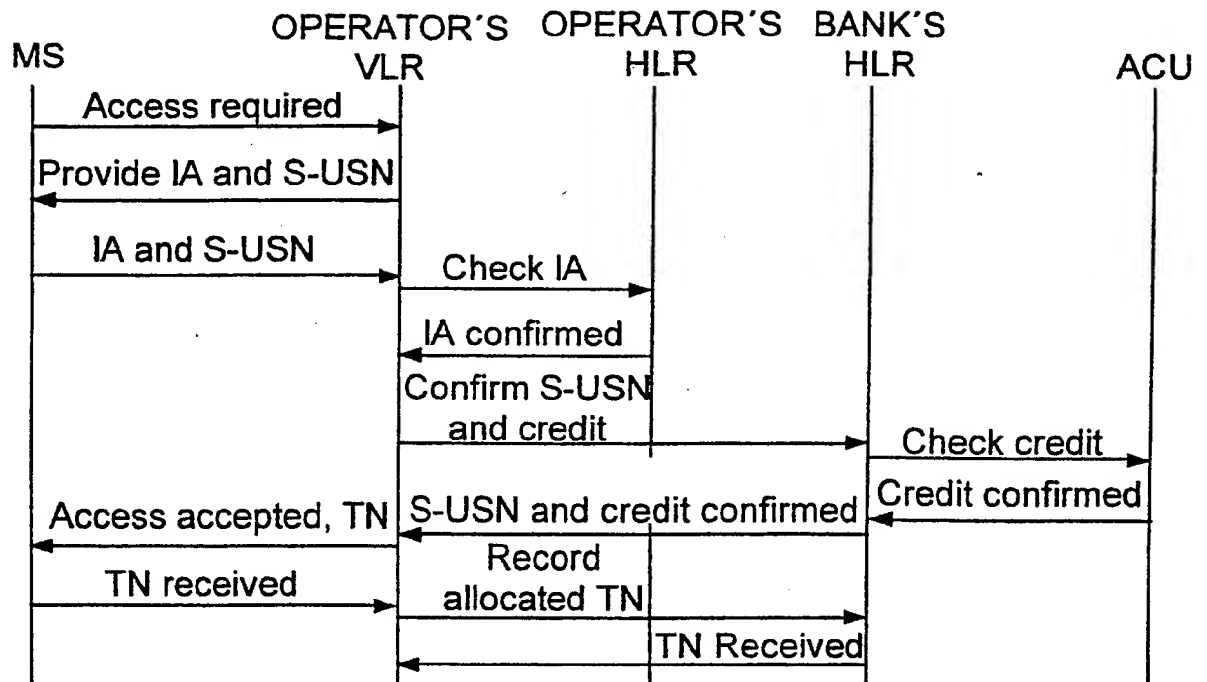 MS
OPERATOR´S
VLR
OPERATOR´S
HLR
BANK'S
HLR
ACU
Access required
Provide IA and S-USN
IA and S-USN
Check IA
IA confirmed
Confirm S-USN
and credit
Check credit
Credit confirmed
S-USN and credit confirmed
Access accepted, TN
Record
allocated TN
TN received
TN Received